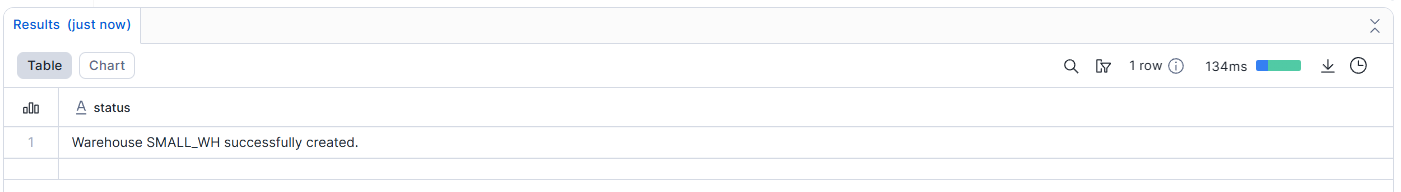 Results (just now)
Table Chart 1 row 134ms
A status
1 Warehouse SMALL_WH successfully created.